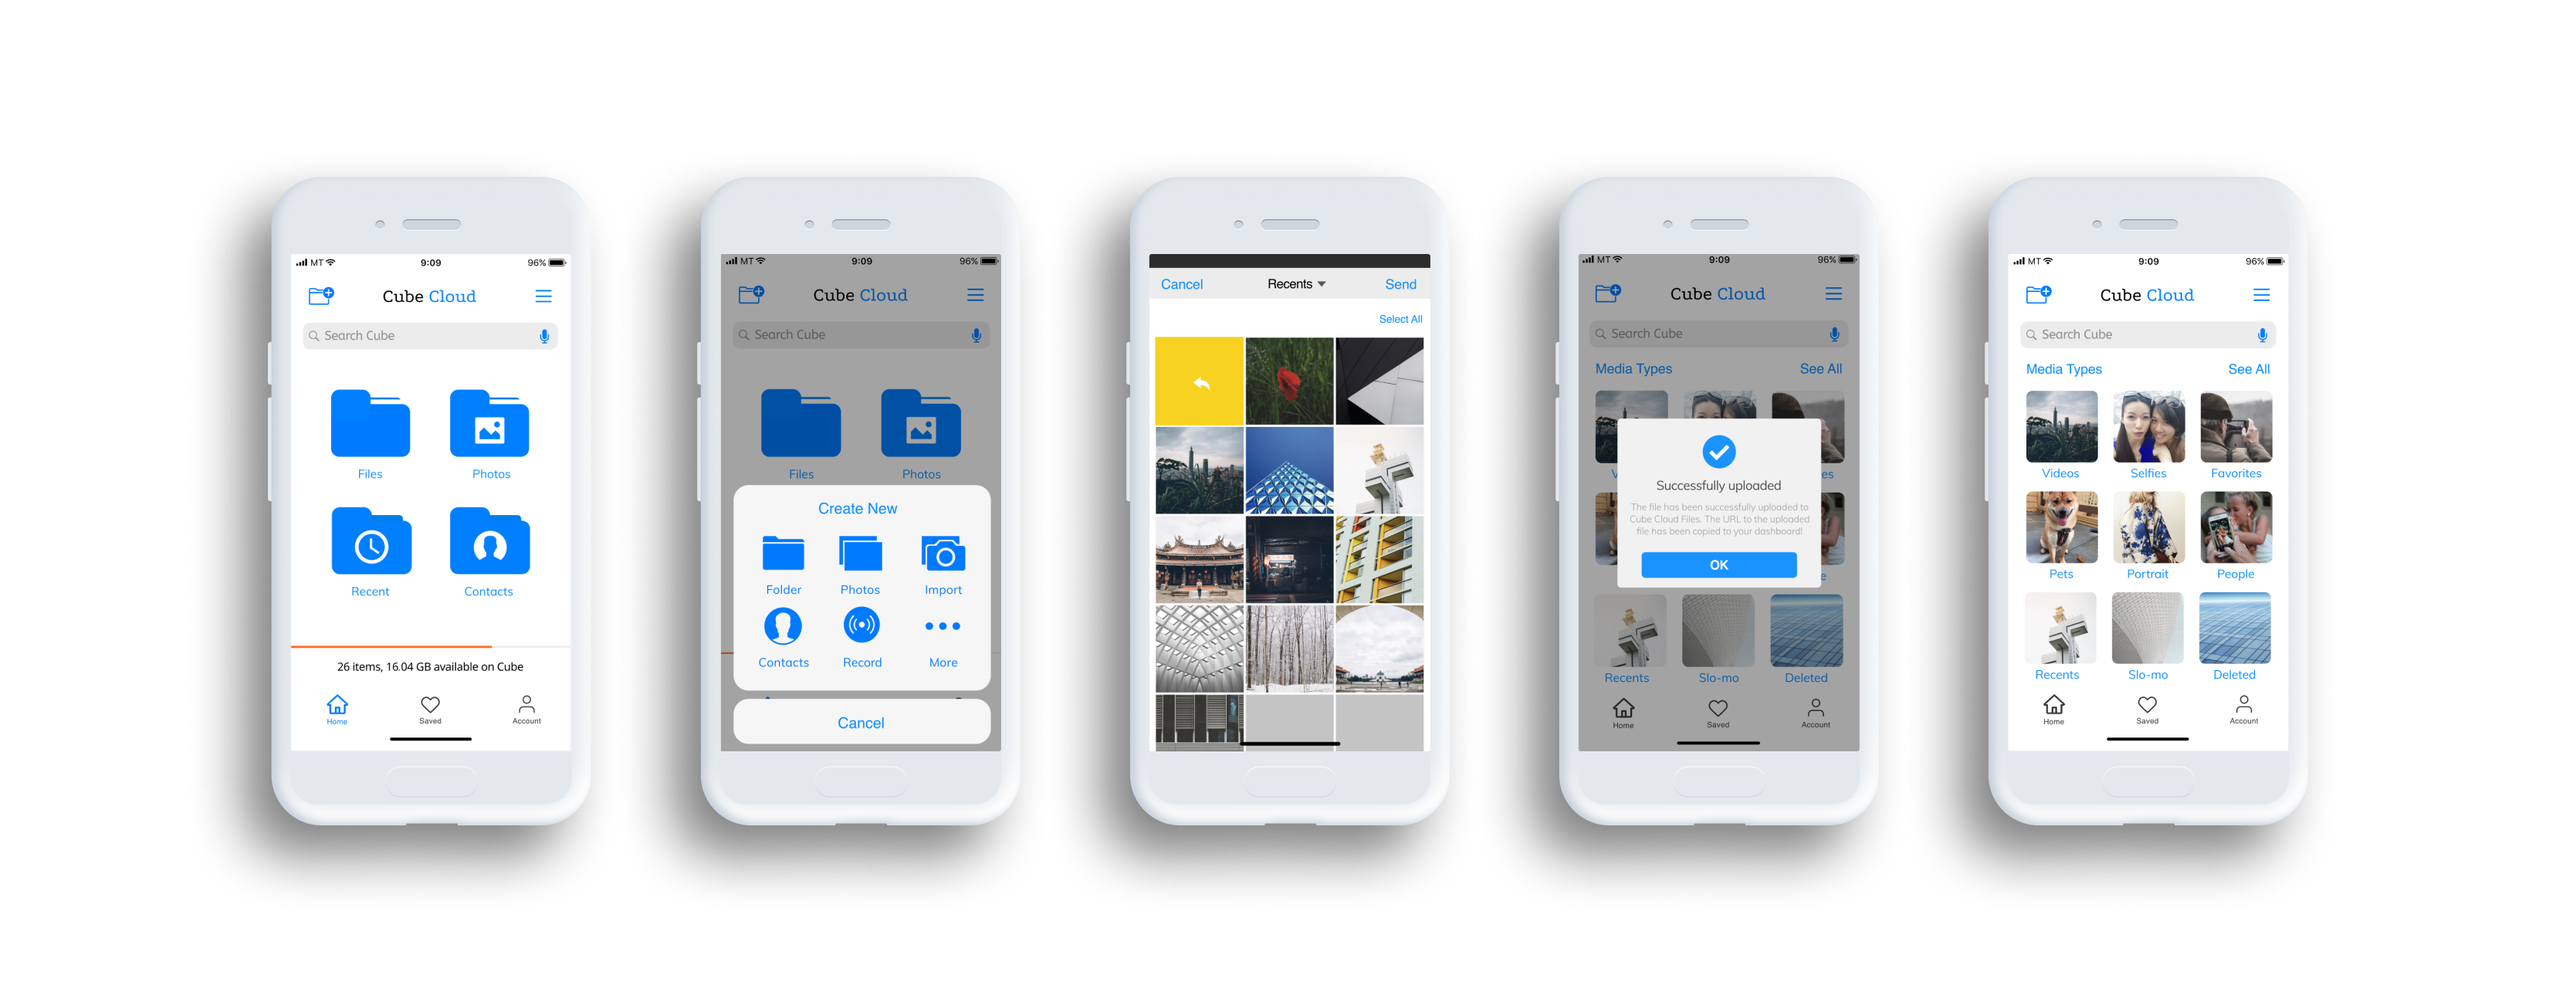 MT 9:09 96%
Cube Cloud
Search Cube
Files Photos
Recent Contacts
26 items, 16.04 GB available on Cube
Home Saved Account
MT 9:09 96%
Cube Cloud
Search Cube
Files Photos
Create New
Folder Photos Import
Contacts Record More
Cancel
Cancel Recents Send
Select All
MT 9:09 96%
Cube Cloud
Search Cube
Media Types See All
V es
Successfully uploaded
The file has been successfully uploaded to
Cube Cloud Files. The URL to the uploaded
file has been copied to your dashboard!
OK
e
Recents Slo-mo Deleted
Home Saved Account
MT 9:09 96%
Cube Cloud
Search Cube
Media Types See All
Videos Selfies Favorites
Pets Portrait People
Recents Slo-mo Deleted
Home Saved Account